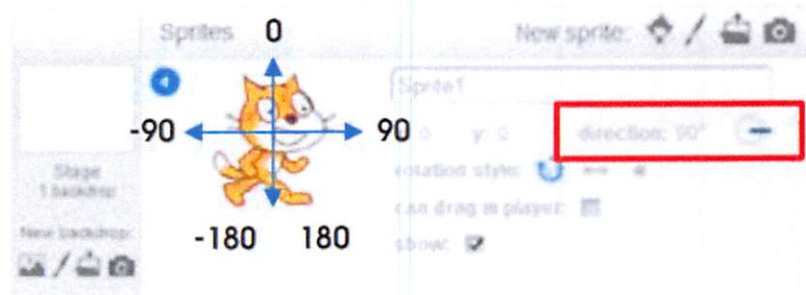 Sprites
0
New sprite:
Sprite1
-90
90
0 y: 0 direction: 90°
Stage
1 backdrop
rotation style:
can drag in player:
New backdrop:
-180 180
show: